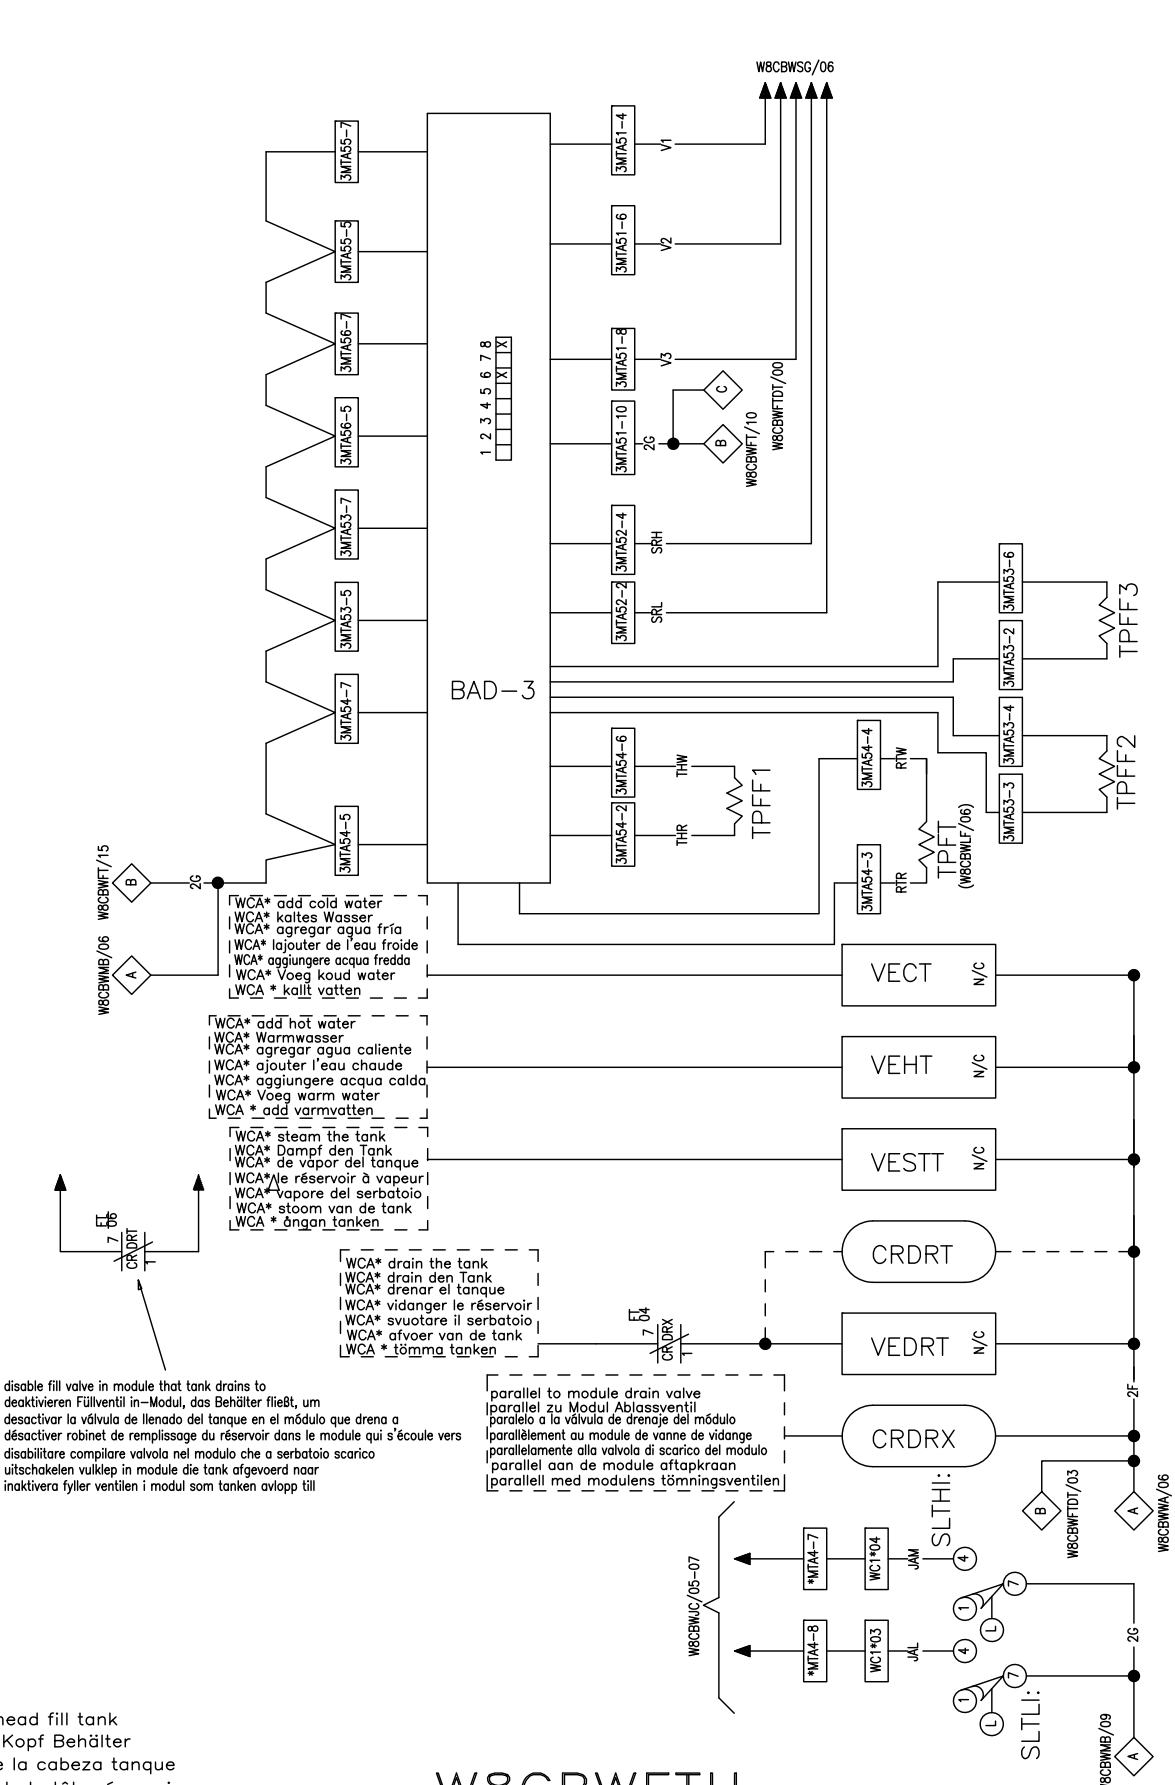 W8CBWSG/06
3MTA55-7
3MTA55-5
3MTA56-7
3MTA56-5
3MTA53-7
3MTA53-5
3MTA54-7
3MTA54-5
BAD-3
1 2 3 4 5 6 7 8
X X
3MTA51-4
V1
3MTA51-6
V2
3MTA51-8
V3
3MTA51-10
2G
C
B
W8CBWFT/10
W8CBWFTDT/00
3MTA52-4
SRH
3MTA52-2
SRL
3MTA53-6
3MTA53-2
TPFF3
3MTA53-4
3MTA53-3
TPFF2
3MTA54-6
THW
3MTA54-2
THR
TPFF1
3MTA54-4
RTW
3MTA54-3
RTR
TPFT
(W8CBWLF/06)
W8CBWFT/15
B
2G
W8CBWMB/06
A
WCA* add cold water
WCA* kaltes Wasser
WCA* agregar agua fría
WCA* lajouter de l'eau froide
WCA* aggiungere acqua fredda
WCA* Voeg koud water
WCA * kallt vatten
VECT N/C
WCA* add hot water
WCA* Warmwasser
WCA* agregar agua caliente
WCA* ajouter l'eau chaude
WCA* aggiungere acqua calda
WCA* Voeg warm water
WCA * add varmvatten
VEHT N/C
WCA* steam the tank
WCA* Dampf den Tank
WCA* de vapor del tanque
WCA* le réservoir à vapeur
WCA* vapore del serbatoio
WCA* stoom van de tank
WCA * ångan tanken
VESTT N/C
FT
7 06
CRDRT
1
CRDRT
WCA* drain the tank
WCA* drain den Tank
WCA* drenar el tanque
WCA* vidanger le réservoir
WCA* svuotare il serbatoio
WCA* afvoer van de tank
WCA * tömma tanken
FT
7 04
CRDRX
1
VEDRT N/C
2F
disable fill valve in module that tank drains to
deaktivieren Füllventil in-Modul, das Behälter fließt, um
desactivar la válvula de llenado del tanque en el módulo que drena a
désactiver robinet de remplissage du réservoir dans le module qui s'écoule vers
disabilitare compilare valvola nel modulo che a serbatoio scarico
uitschakelen vulklep in module die tank afgevoerd naar
inaktivera fyller ventilen i modul som tanken avlopp till
parallel to module drain valve
parallel zu Modul Ablassventil
paralelo a la válvula de drenaje del módulo
parallèlement au module de vanne de vidange
parallelamente alla valvola di scarico del modulo
parallel aan de module aftapkraan
parallell med modulens tömningsventilen
CRDRX
B
W8CBWFTDT/03
A
W8CBWWA/06
SLTHI:
W8CBWJC/05-07
*MTA4-7
WC1*04
JAM
4
1
7
L
*MTA4-8
WC1*03
JAL
4
1
7
L
SLTLI:
2G
A
W8CBWMB/09
head fill tank
Kopf Behälter
la cabeza tanque